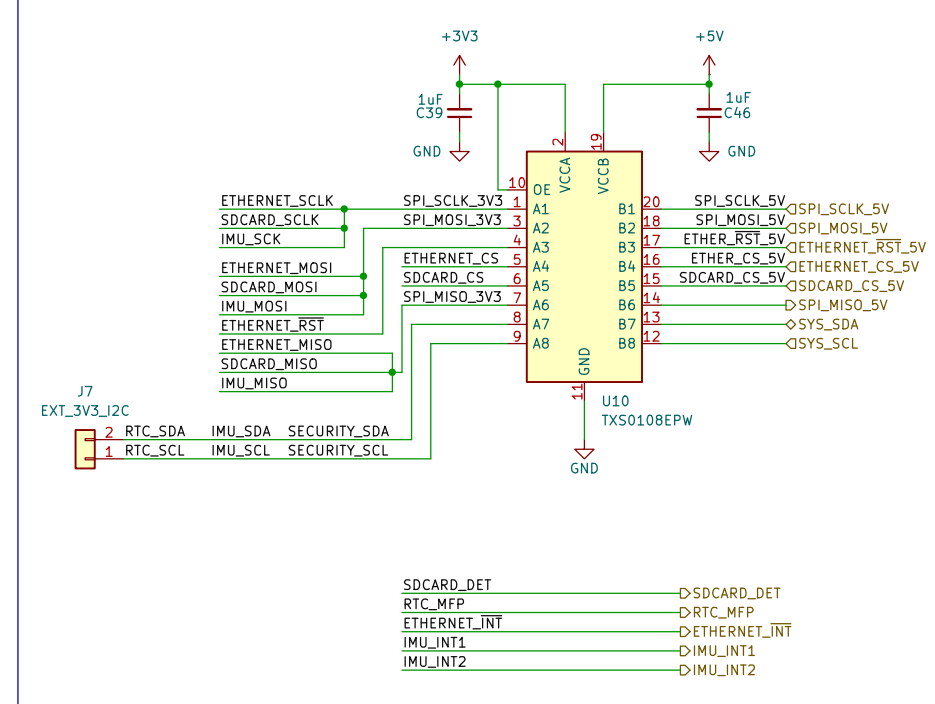 +3V3
+5V
1uF
C39
1uF
C46
GND
GND
2
VCCA
19
VCCB
10
OE
ETHERNET_SCLK
SPI_SCLK_3V3
1
A1
B1
20
SPI_SCLK_5V
SPI_SCLK_5V
SDCARD_SCLK
SPI_MOSI_3V3
3
A2
B2
18
SPI_MOSI_5V
SPI_MOSI_5V
IMU_SCK
4
A3
B3
17
ETHER_RST_5V
ETHERNET_RST_5V
ETHERNET_MOSI
ETHERNET_CS
5
A4
B4
16
ETHER_CS_5V
ETHERNET_CS_5V
SDCARD_MOSI
SDCARD_CS
6
A5
B5
15
SDCARD_CS_5V
SDCARD_CS_5V
IMU_MOSI
SPI_MISO_3V3
7
A6
B6
14
SPI_MISO_5V
ETHERNET_RST
8
A7
B7
13
SYS_SDA
ETHERNET_MISO
9
A8
B8
12
SYS_SCL
SDCARD_MISO
IMU_MISO
GND
11
U10
TXS0108EPW
GND
J7
EXT_3V3_I2C
2
RTC_SDA
IMU_SDA
SECURITY_SDA
1
RTC_SCL
IMU_SCL
SECURITY_SCL
SDCARD_DET
SDCARD_DET
RTC_MFP
RTC_MFP
ETHERNET_INT
ETHERNET_INT
IMU_INT1
IMU_INT1
IMU_INT2
IMU_INT2